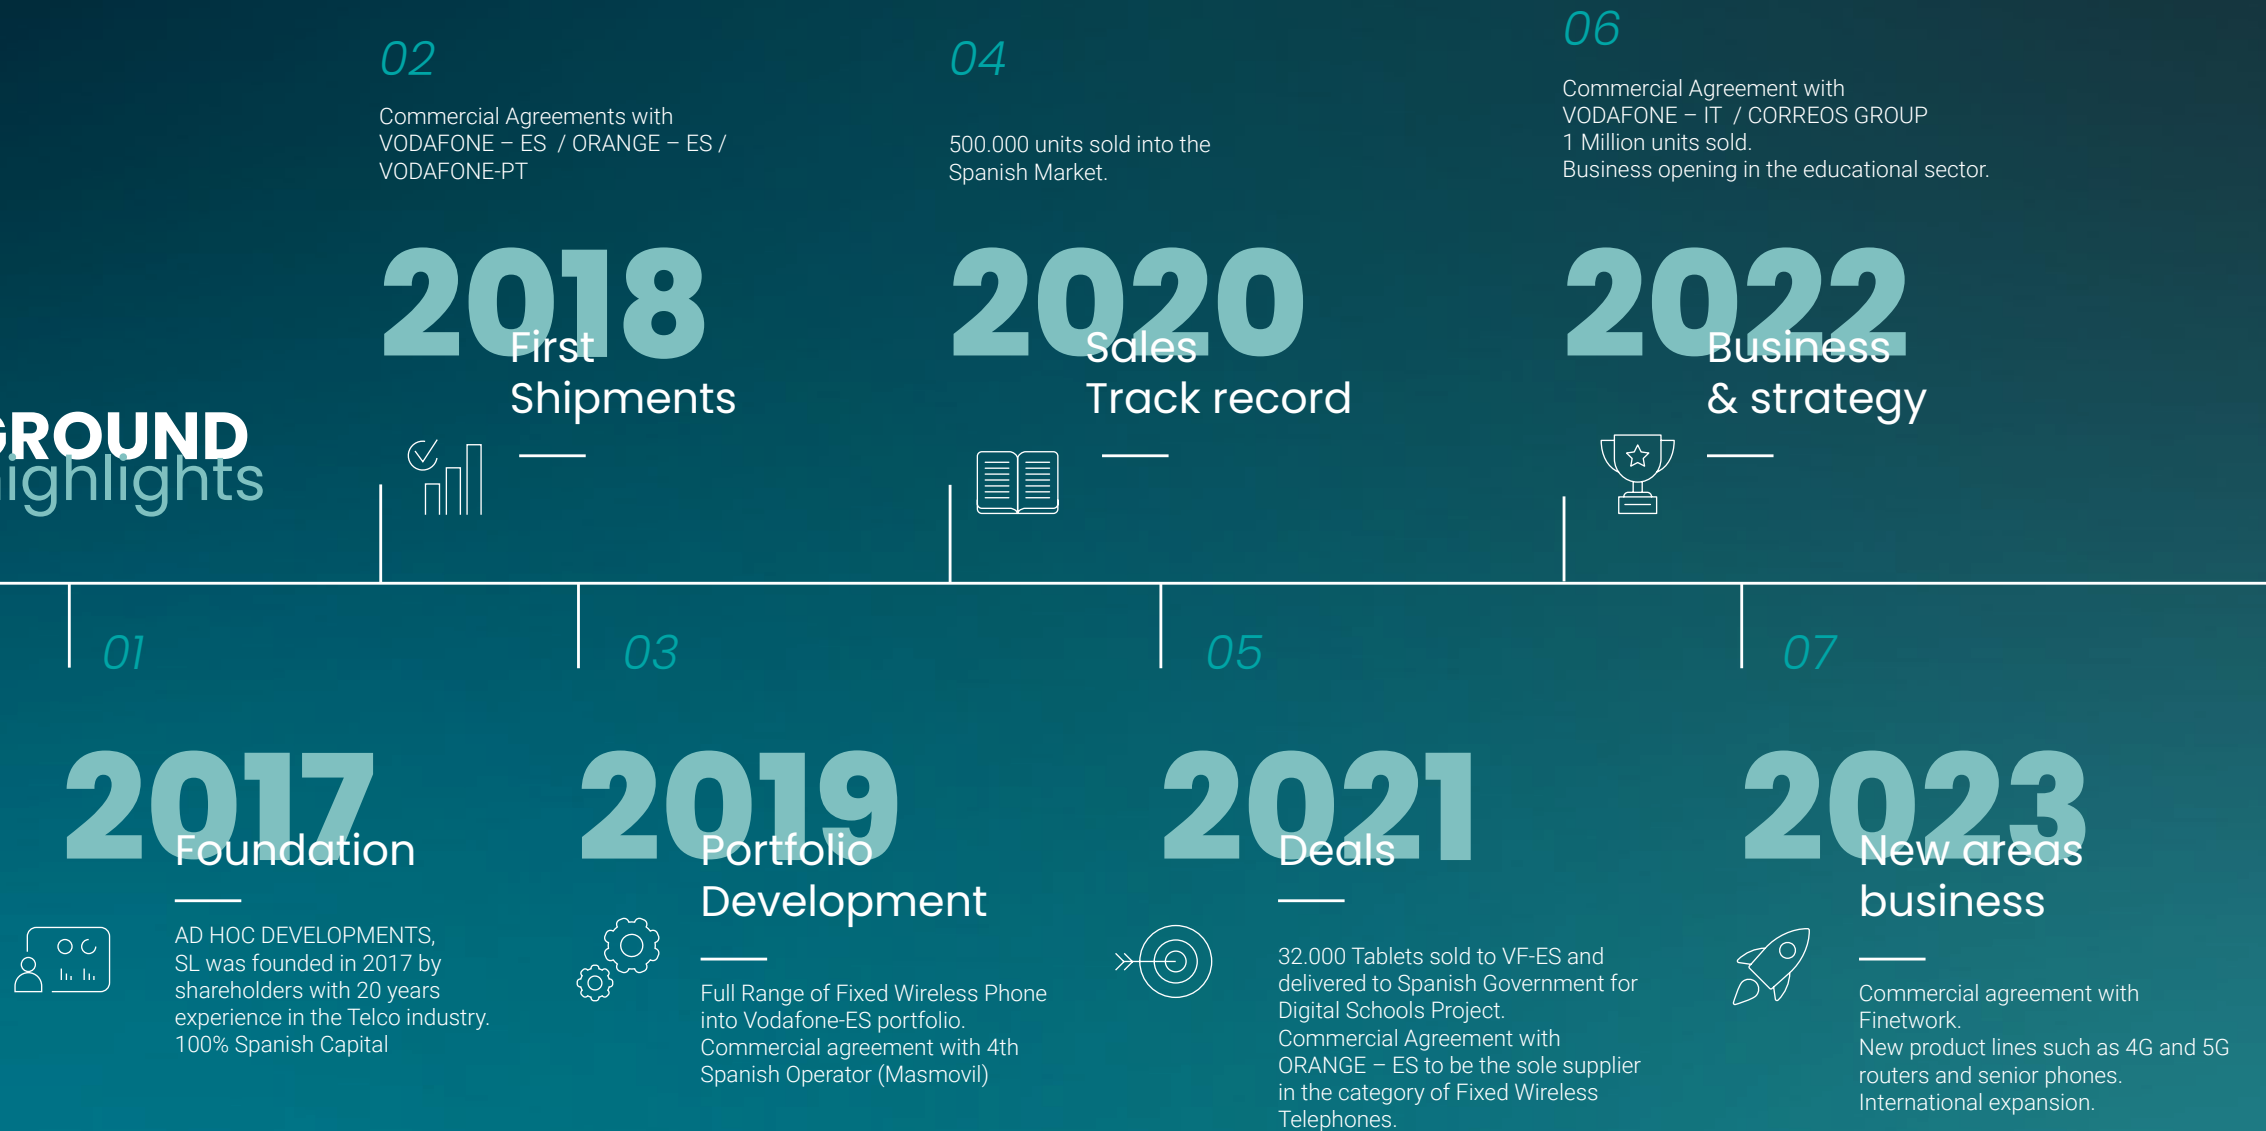 GROUND
highlights
01
2017
Foundation
AD HOC DEVELOPMENTS,
SL was founded in 2017 by
shareholders with 20 years
experience in the Telco industry.
100% Spanish Capital
02
Commercial Agreements with
VODAFONE – ES / ORANGE – ES /
VODAFONE-PT
2018
First
Shipments
03
2019
Portfolio
Development
Full Range of Fixed Wireless Phone
into Vodafone-ES portfolio.
Commercial agreement with 4th
Spanish Operator (Masmovil)
04
500.000 units sold into the
Spanish Market.
2020
Sales
Track record
05
2021
Deals
32.000 Tablets sold to VF-ES and
delivered to Spanish Government for
Digital Schools Project.
Commercial Agreement with
ORANGE – ES to be the sole supplier
in the category of Fixed Wireless
Telephones.
06
Commercial Agreement with
VODAFONE – IT / CORREOS GROUP
1 Million units sold.
Business opening in the educational sector.
2022
Business
& strategy
07
2023
New areas
business
Commercial agreement with
Finetwork.
New product lines such as 4G and 5G
routers and senior phones.
International expansion.